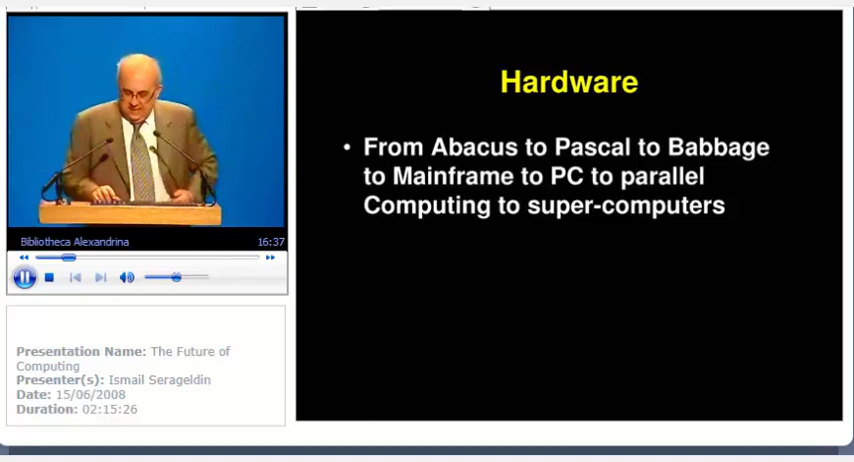 Hardware
• From Abacus to Pascal to Babbage
to Mainframe to PC to parallel
Computing to super-computers
Bibliotheca Alexandrina 16:37
Presentation Name: The Future of
Computing
Presenter(s): Ismail Serageldin
Date: 15/06/2008
Duration: 02:15:26